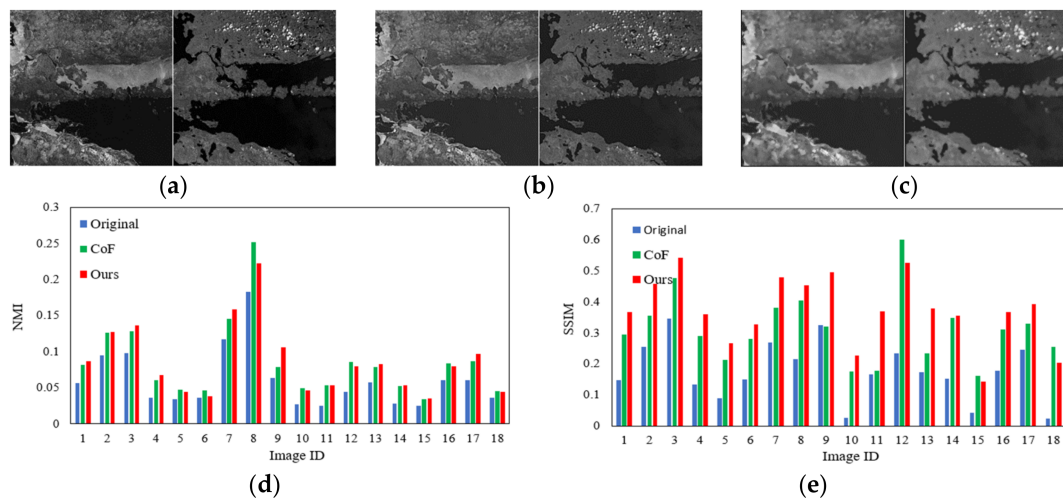 (a) (b) (c)
0.3
0.25
0.2
0.15
0.1
0.05
0
NMI
Original
CoF
Ours
1 2 3 4 5 6 7 8 9 10 11 12 13 14 15 16 17 18
Image ID
(d)
0.7
0.6
0.5
0.4
0.3
0.2
0.1
0
SSIM
Original
CoF
Ours
1 2 3 4 5 6 7 8 9 10 11 12 13 14 15 16 17 18
Image ID
(e)